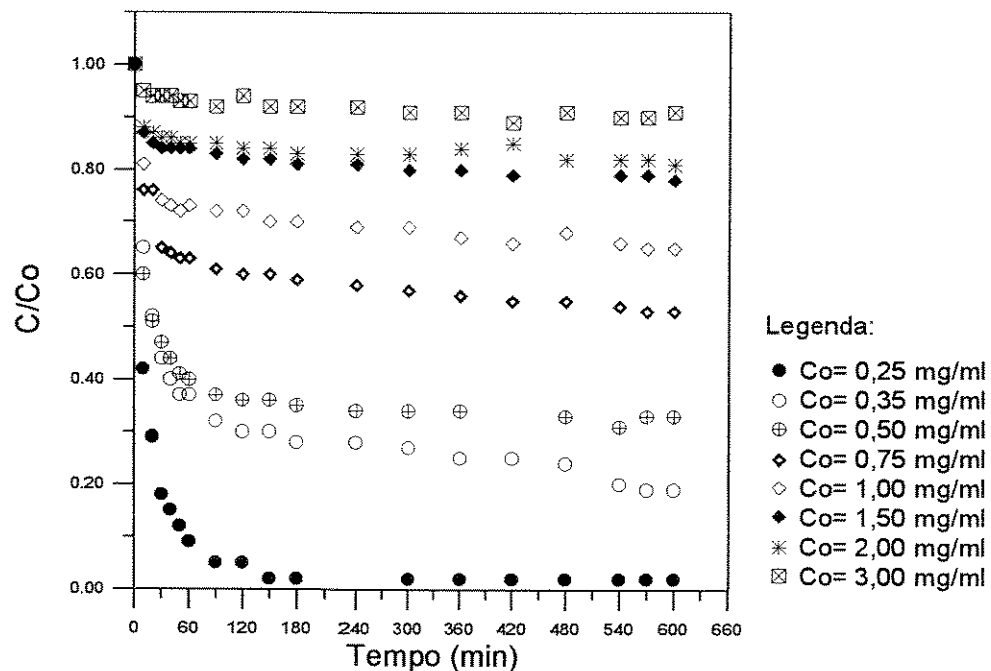 1.00
0.80
0.60
0.40
0.20
0.00
C/Co
0 60 120 180 240 300 360 420 480 540 600 660
Tempo (min)
Legenda:
Co= 0,25 mg/ml
Co= 0,35 mg/ml
Co= 0,50 mg/ml
Co= 0,75 mg/ml
Co= 1,00 mg/ml
Co= 1,50 mg/ml
Co= 2,00 mg/ml
Co= 3,00 mg/ml